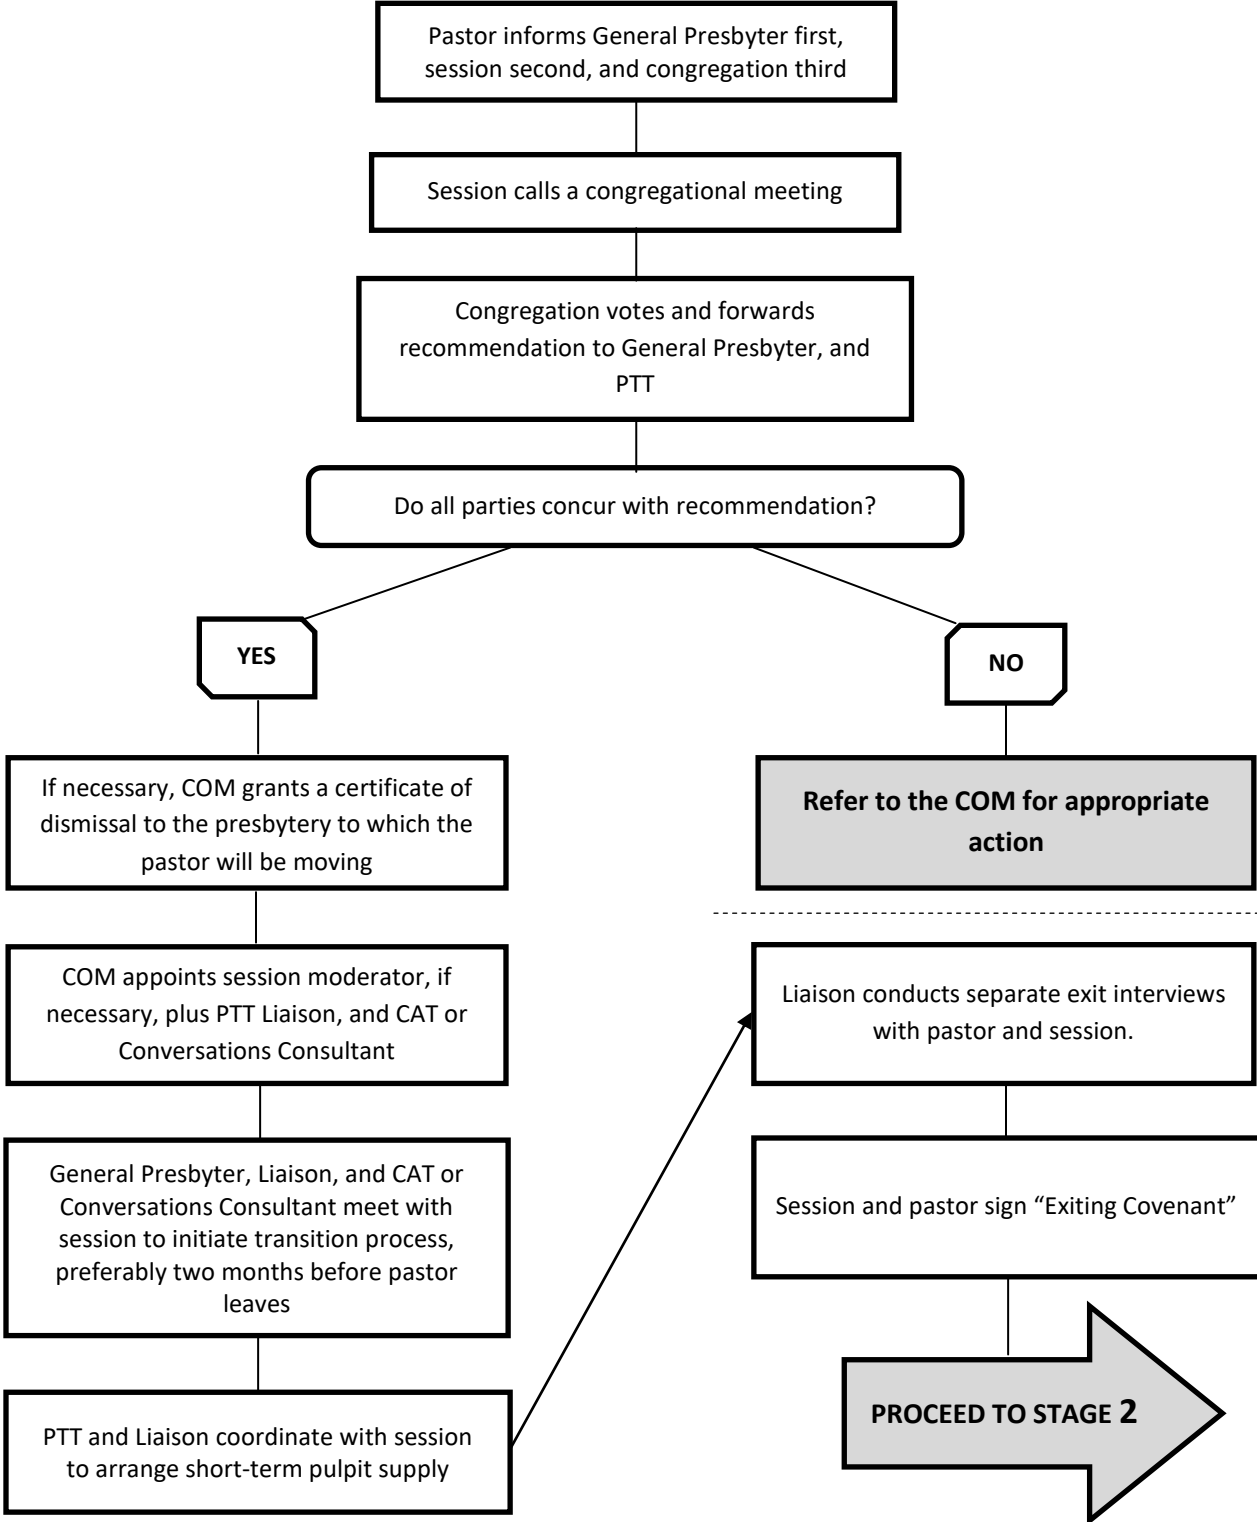 Pastor informs General Presbyter first,
session second, and congregation third
Session calls a congregational meeting
Congregation votes and forwards
recommendation to General Presbyter, and
PTT
Do all parties concur with recommendation?
YES
NO
If necessary, COM grants a certificate of
dismissal to the presbytery to which the
pastor will be moving
Refer to the COM for appropriate
action
COM appoints session moderator, if
necessary, plus PTT Liaison, and CAT or
Conversations Consultant
General Presbyter, Liaison, and CAT or
Conversations Consultant meet with
session to initiate transition process,
preferably two months before pastor
leaves
PTT and Liaison coordinate with session
to arrange short-term pulpit supply
Liaison conducts separate exit interviews
with pastor and session.
Session and pastor sign “Exiting Covenant”
PROCEED TO STAGE 2